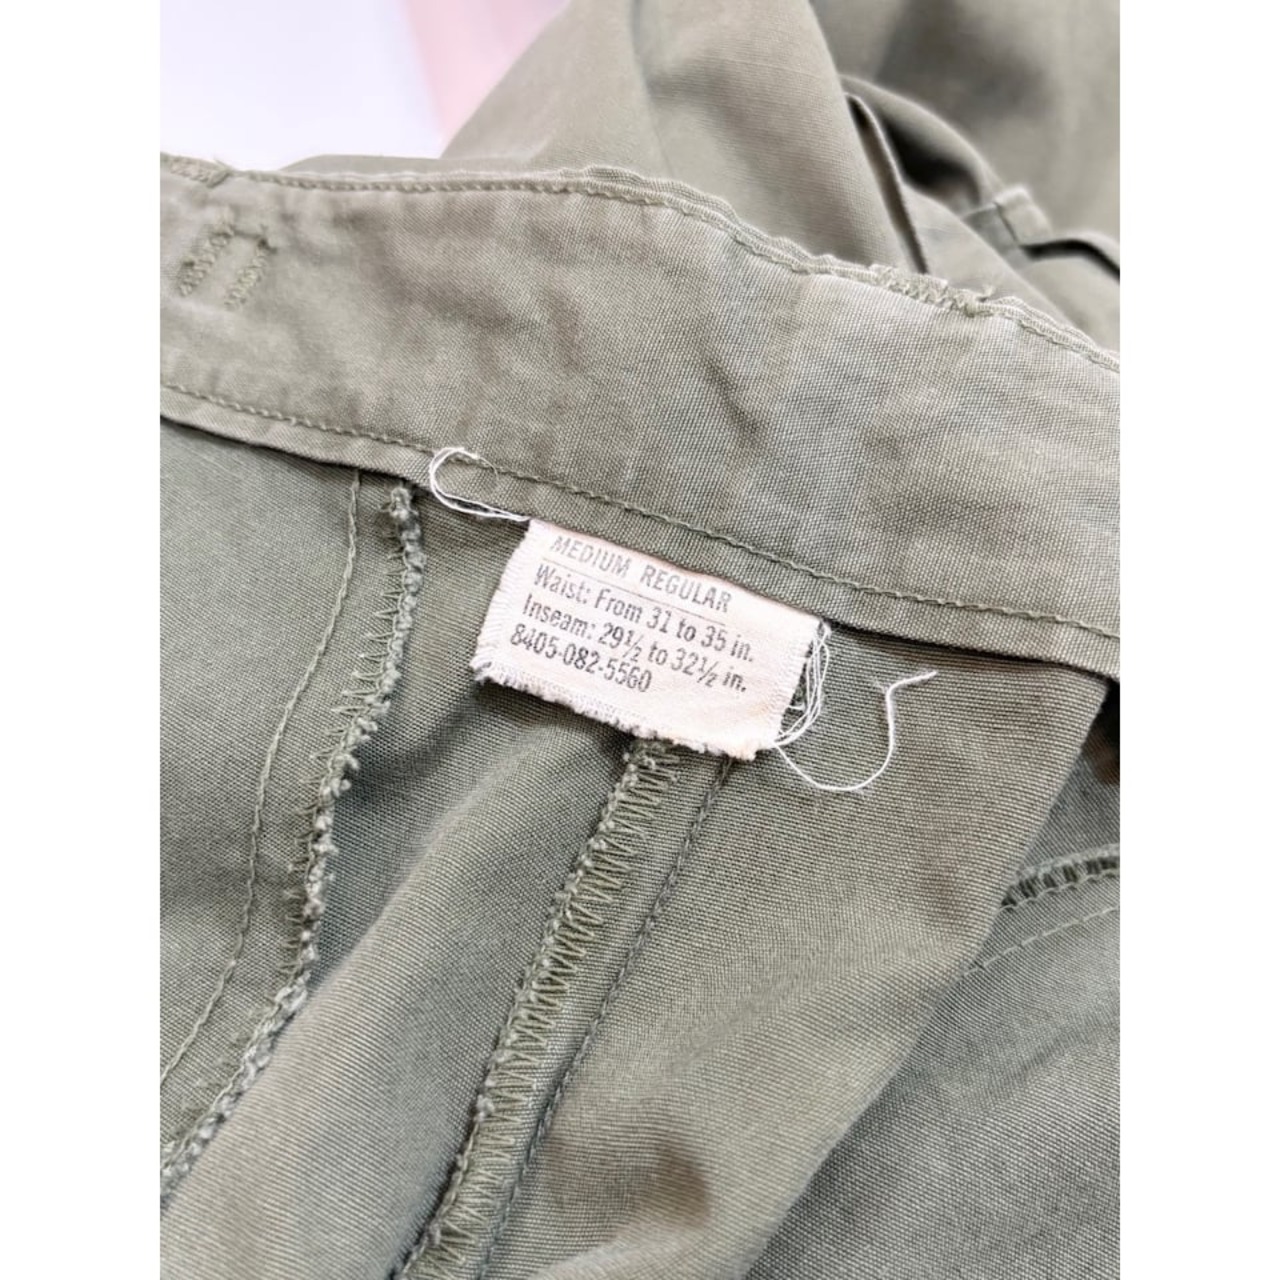 MEDIUM REGULAR
Waist: From 31 to 35 in.
Inseam: 29½ to 32½ in.
8405-082-5560